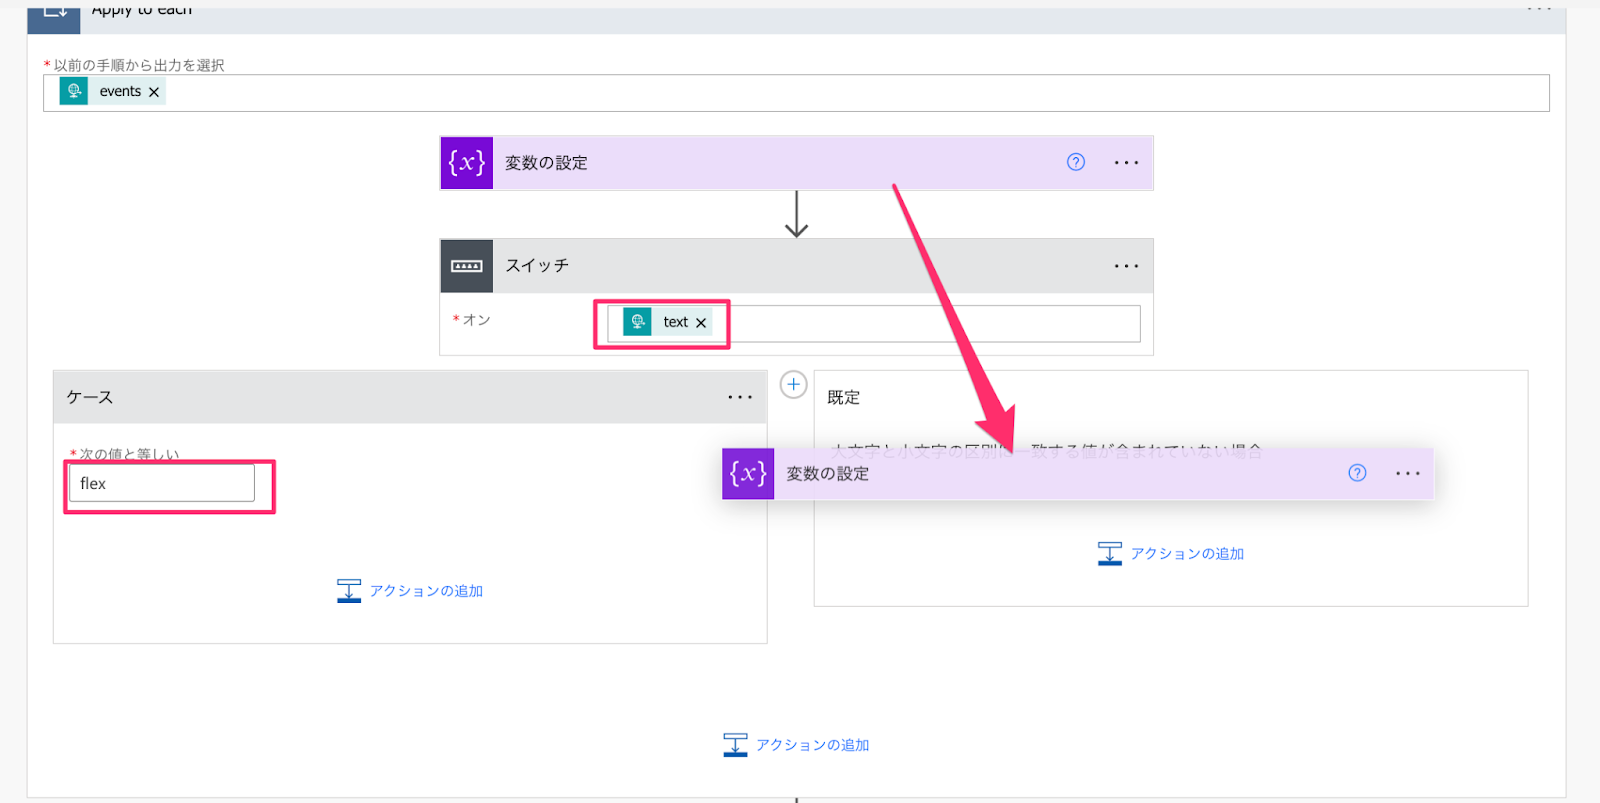 Apply to each
*以前の手順から出力を選択
events ×
{x} 変数の設定 ? ...
スイッチ ...
*オン
text ×
ケース ...
*次の値と等しい
flex
アクションの追加
+
既定
大文字と小文字の区別に一致する値が含まれていない場合
{x} 変数の設定 ? ...
アクションの追加
アクションの追加